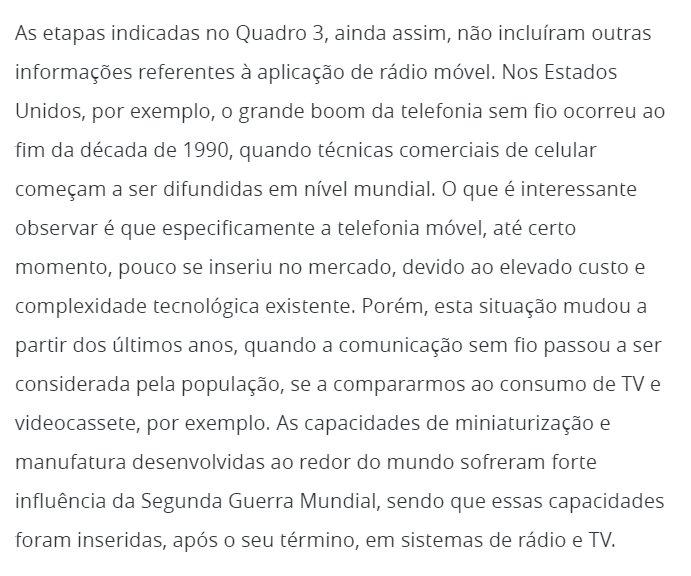 As etapas indicadas no Quadro 3, ainda assim, não incluíram outras
informações referentes à aplicação de rádio móvel. Nos Estados
Unidos, por exemplo, o grande boom da telefonia sem fio ocorreu ao
fim da década de 1990, quando técnicas comerciais de celular
começam a ser difundidas em nível mundial. O que é interessante
observar é que especificamente a telefonia móvel, até certo
momento, pouco se inseriu no mercado, devido ao elevado custo e
complexidade tecnológica existente. Porém, esta situação mudou a
partir dos últimos anos, quando a comunicação sem fio passou a ser
considerada pela população, se a compararmos ao consumo de TV e
videocassete, por exemplo. As capacidades de miniaturização e
manufatura desenvolvidas ao redor do mundo sofreram forte
influência da Segunda Guerra Mundial, sendo que essas capacidades
foram inseridas, após o seu término, em sistemas de rádio e TV.